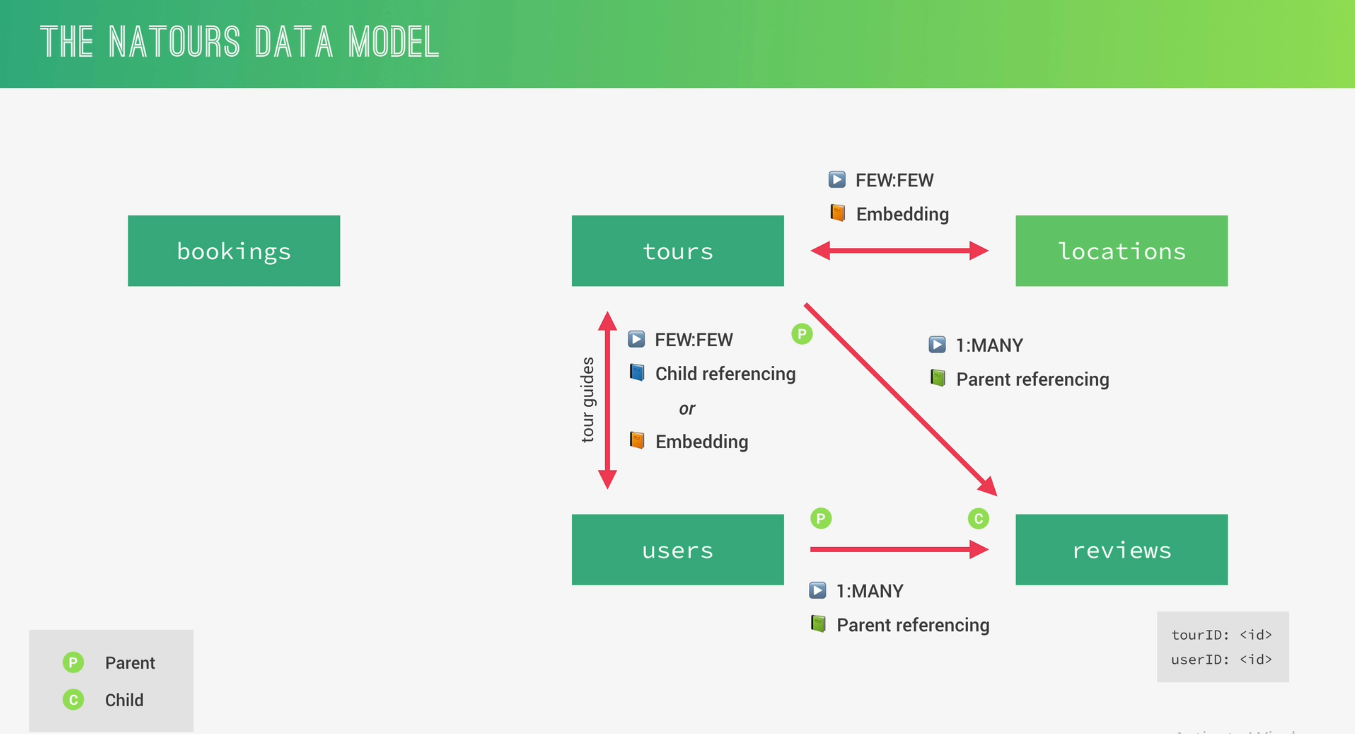 THE NATOURS DATA MODEL
FEW:FEW
Embedding
bookings
tours
locations
tour guides
FEW:FEW
Child referencing
or
Embedding
P
1:MANY
Parent referencing
P
C
users
reviews
1:MANY
Parent referencing
tourID: <id>
userID: <id>
P Parent
C Child